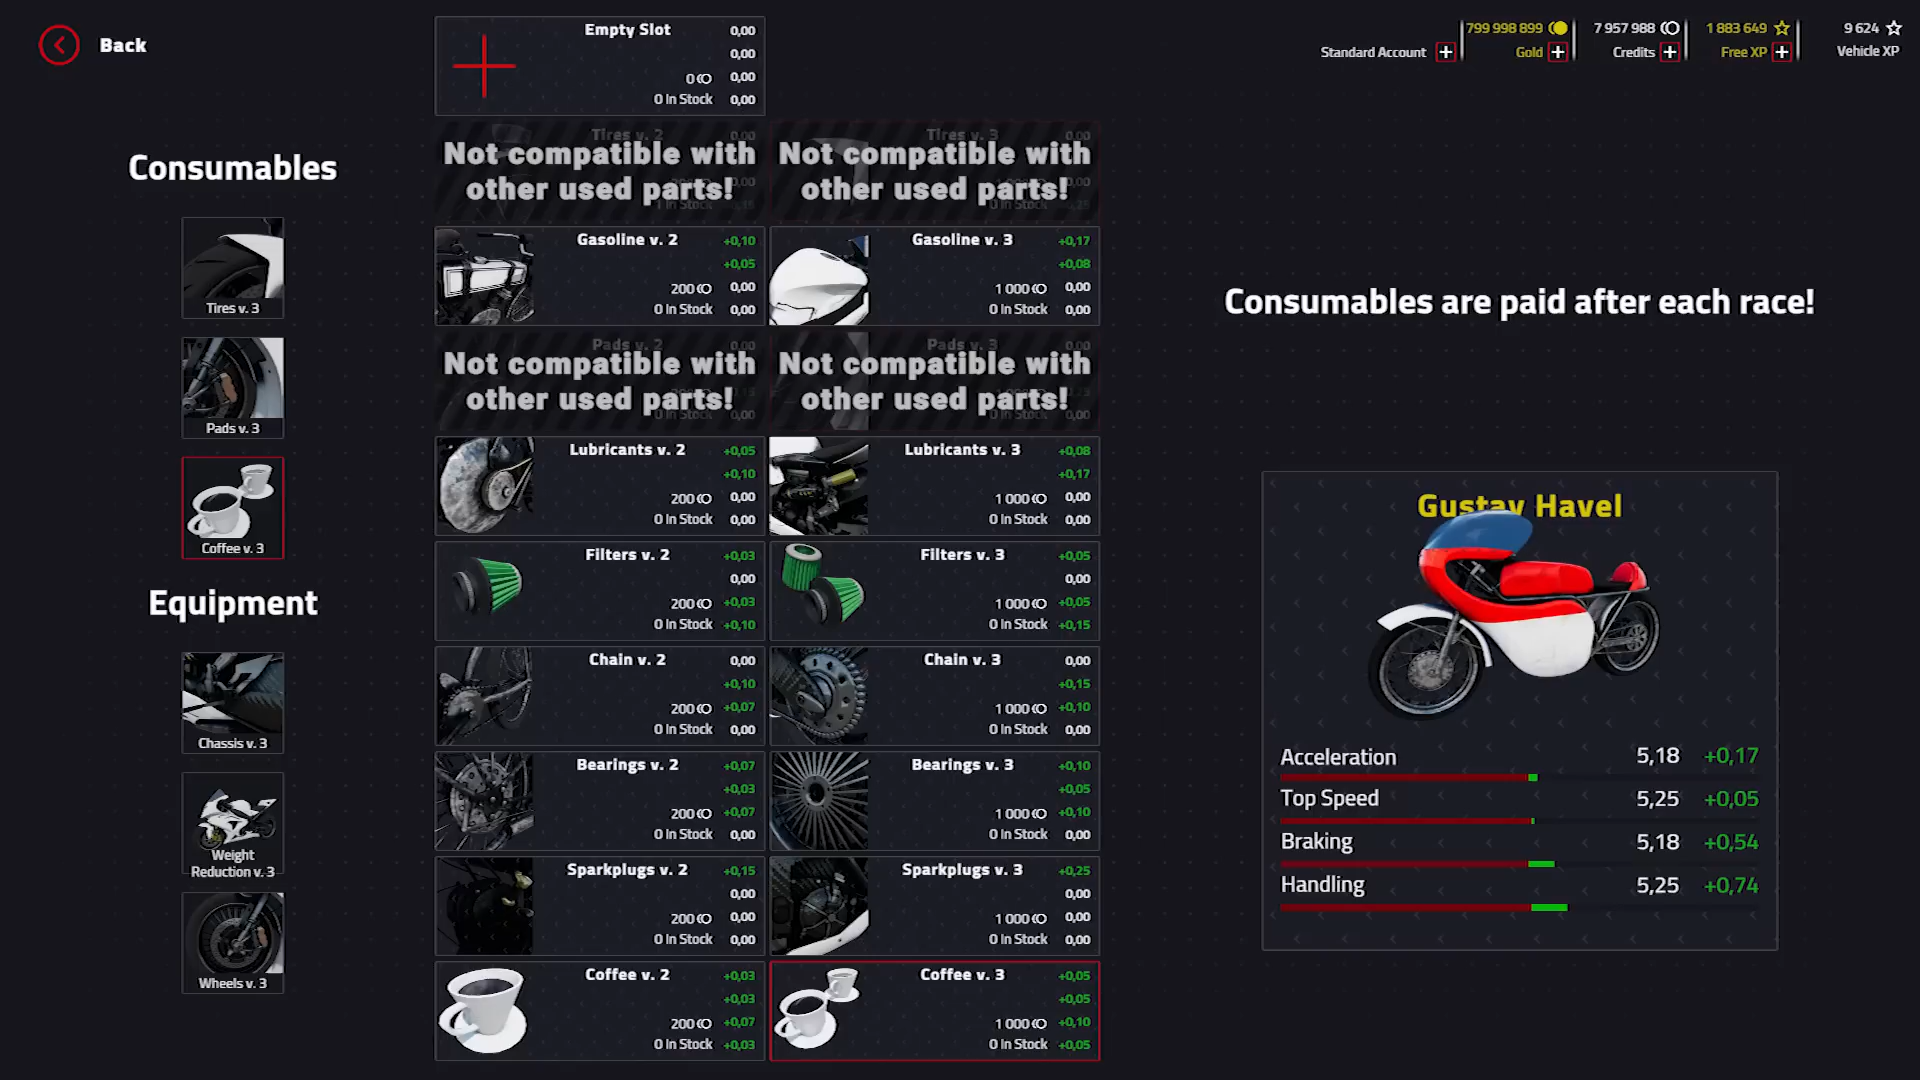 Back
Standard Account
799 998 899
Gold
7 957 988
Credits
1 883 649
Free XP
9 624
Vehicle XP
Consumables
Tires v. 3
Pads v. 3
Coffee v. 3
Equipment
Chassis v. 3
Weight
Reduction v. 3
Wheels v. 3
Empty Slot 0,00
0,00
0 0,00
0 In Stock 0,00
Tires v. 2 0,00
Not compatible with
other used parts!
Tires v. 3 0,00
Not compatible with
other used parts!
Gasoline v. 2 +0,10
+0,05
200 0,00
0 In Stock 0,00
Gasoline v. 3 +0,17
+0,08
1 000 0,00
0 In Stock 0,00
Pads v. 2 0,00
Not compatible with
other used parts!
Pads v. 3 0,00
Not compatible with
other used parts!
Lubricants v. 2 +0,05
+0,10
200 0,00
0 In Stock 0,00
Lubricants v. 3 +0,08
+0,17
1 000 0,00
0 In Stock 0,00
Filters v. 2 +0,03
0,00
200 +0,03
0 In Stock +0,10
Filters v. 3 +0,05
0,00
1 000 +0,05
0 In Stock +0,15
Chain v. 2 0,00
+0,10
200 +0,07
0 In Stock 0,00
Chain v. 3 0,00
+0,15
1 000 +0,10
0 In Stock 0,00
Bearings v. 2 +0,07
+0,03
200 +0,07
0 In Stock 0,00
Bearings v. 3 +0,10
+0,05
1 000 +0,10
0 In Stock 0,00
Sparkplugs v. 2 +0,15
0,00
200 0,00
0 In Stock 0,00
Sparkplugs v. 3 +0,25
0,00
1 000 0,00
0 In Stock 0,00
Coffee v. 2 +0,03
+0,03
200 +0,07
0 In Stock +0,03
Coffee v. 3 +0,05
+0,05
1 000 +0,10
0 In Stock +0,05
Consumables are paid after each race!
Gustav Havel
Acceleration 5,18 +0,17
Top Speed 5,25 +0,05
Braking 5,18 +0,54
Handling 5,25 +0,74